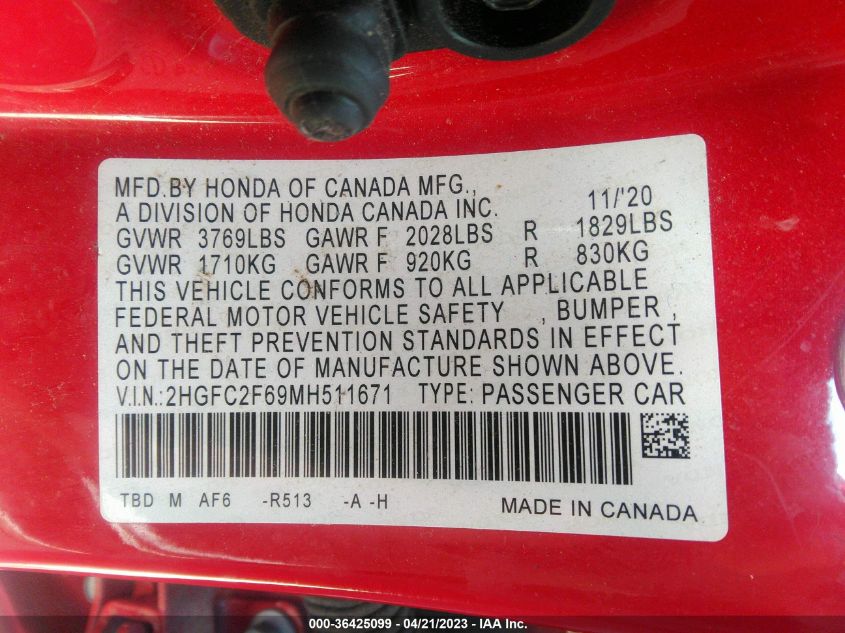 MFD.BY HONDA OF CANADA MFG., 11/'20
A DIVISION OF HONDA CANADA INC.
GVWR 3769LBS GAWR F 2028LBS R 1829LBS
GVWR 1710KG GAWR F 920KG R 830KG
THIS VEHICLE CONFORMS TO ALL APPLICABLE
FEDERAL MOTOR VEHICLE SAFETY , BUMPER ,
AND THEFT PREVENTION STANDARDS IN EFFECT
ON THE DATE OF MANUFACTURE SHOWN ABOVE.
V.I.N.:2HGFC2F69MH511671 TYPE: PASSENGER CAR
TBD M AF6 -R513 -A -H MADE IN CANADA
000-36425099 - 04/21/2023 - IAA Inc.